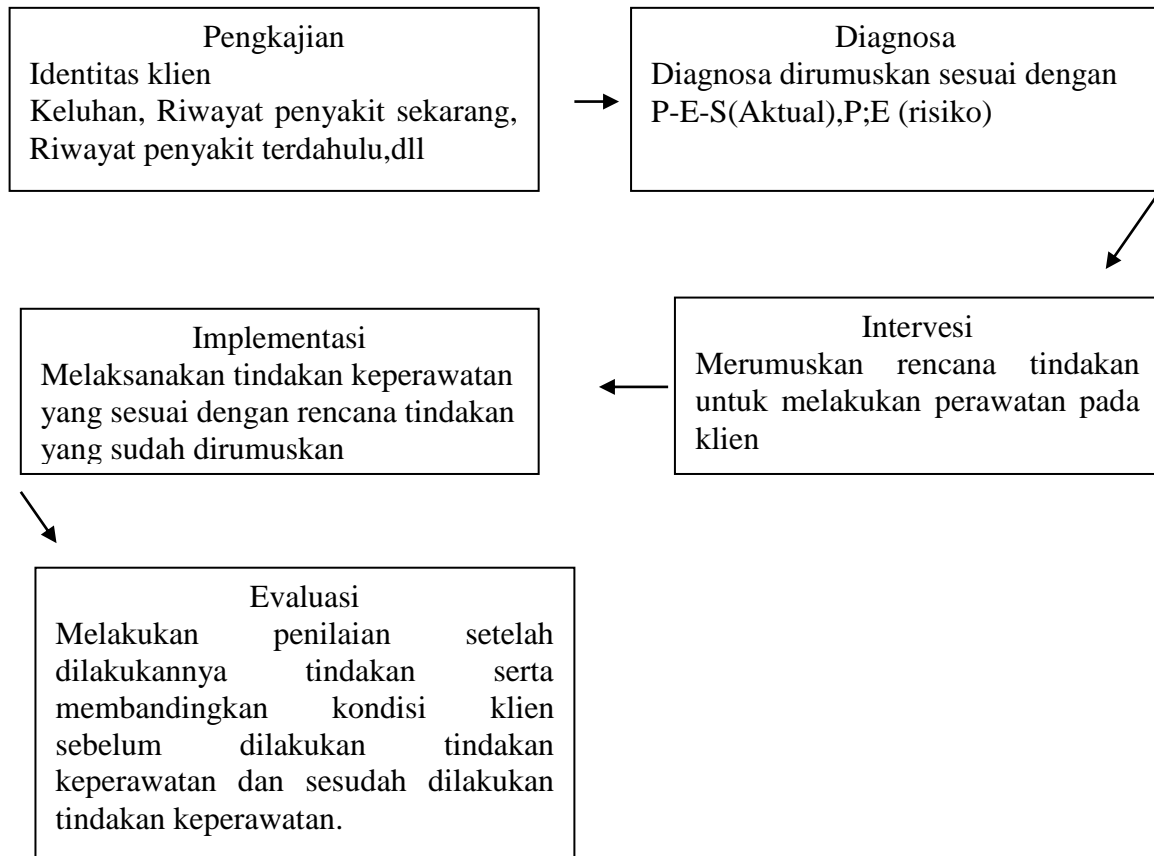 Pengkajian
Identitas klien
Keluhan, Riwayat penyakit sekarang,
Riwayat penyakit terdahulu,dll
Diagnosa
Diagnosa dirumuskan sesuai dengan
P-E-S(Aktual),P;E (risiko)
Intervesi
Merumuskan rencana tindakan
untuk melakukan perawatan pada
klien
Implementasi
Melaksanakan tindakan keperawatan
yang sesuai dengan rencana tindakan
yang sudah dirumuskan
Evaluasi
Melakukan penilaian setelah
dilakukannya tindakan serta
membandingkan kondisi klien
sebelum dilakukan tindakan
keperawatan dan sesudah dilakukan
tindakan keperawatan.